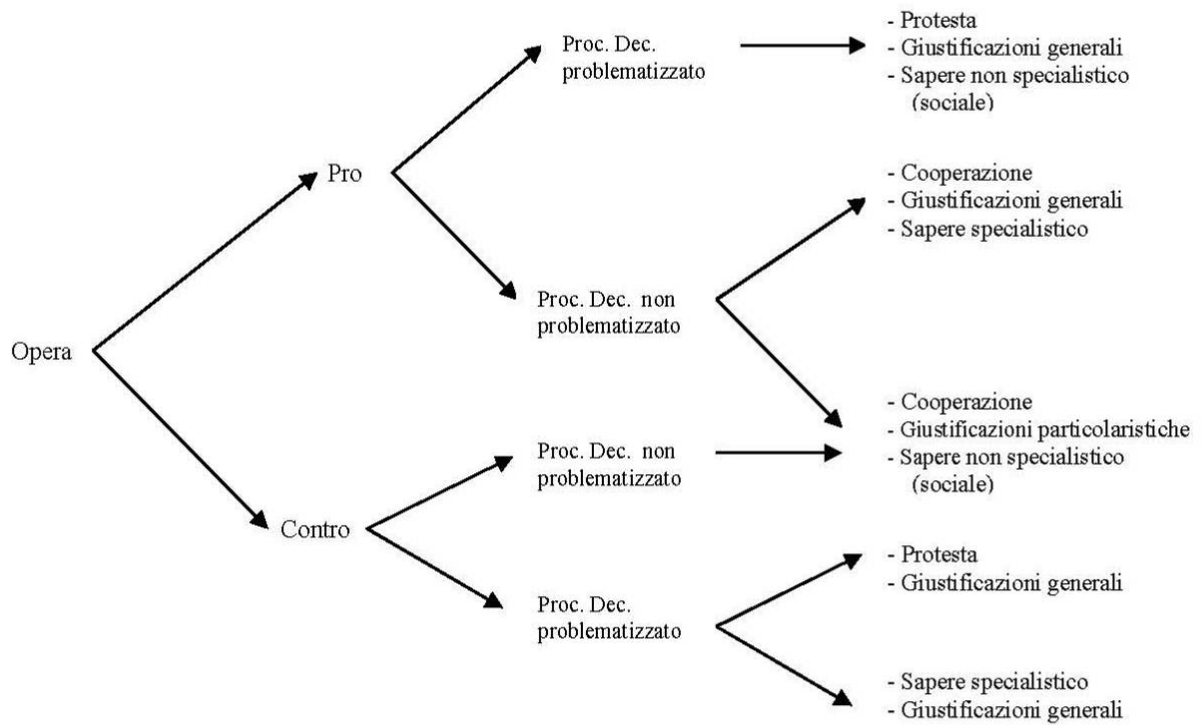 Proc. Dec.
problematizzato
- Protesta
- Giustificazioni generali
- Sapere non specialistico
(sociale)
Pro
- Cooperazione
- Giustificazioni generali
- Sapere specialistico
Proc. Dec. non
problematizzato
Opera
- Cooperazione
- Giustificazioni particolaristiche
- Sapere non specialistico
(sociale)
Proc. Dec. non
problematizzato
Contro
- Protesta
- Giustificazioni generali
Proc. Dec.
problematizzato
- Sapere specialistico
- Giustificazioni generali